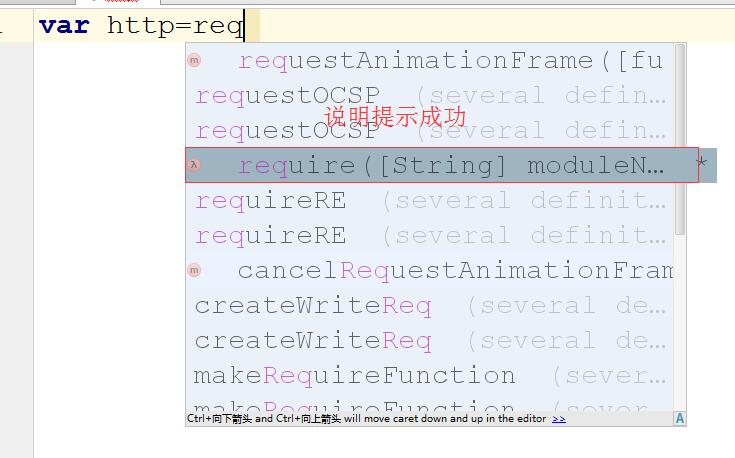 var http=req
requestAnimationFrame([fu
requestOCSP (several defin…
说明提示成功
requestOCSP (several defin…
require([String] moduleN… *
requireRE (several definit…
requireRE (several definit…
cancelRequestAnimationFram
createWriteReq (several de…
createWriteReq (several de…
makeRequireFunction (sever…
makeRequireFunction (sever…
Ctrl+向下箭头 and Ctrl+向上箭头 will move caret down and up in the editor >>